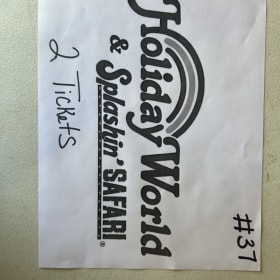 Holiday World
& Splashin' SAFARI®
2 Tickets
#37